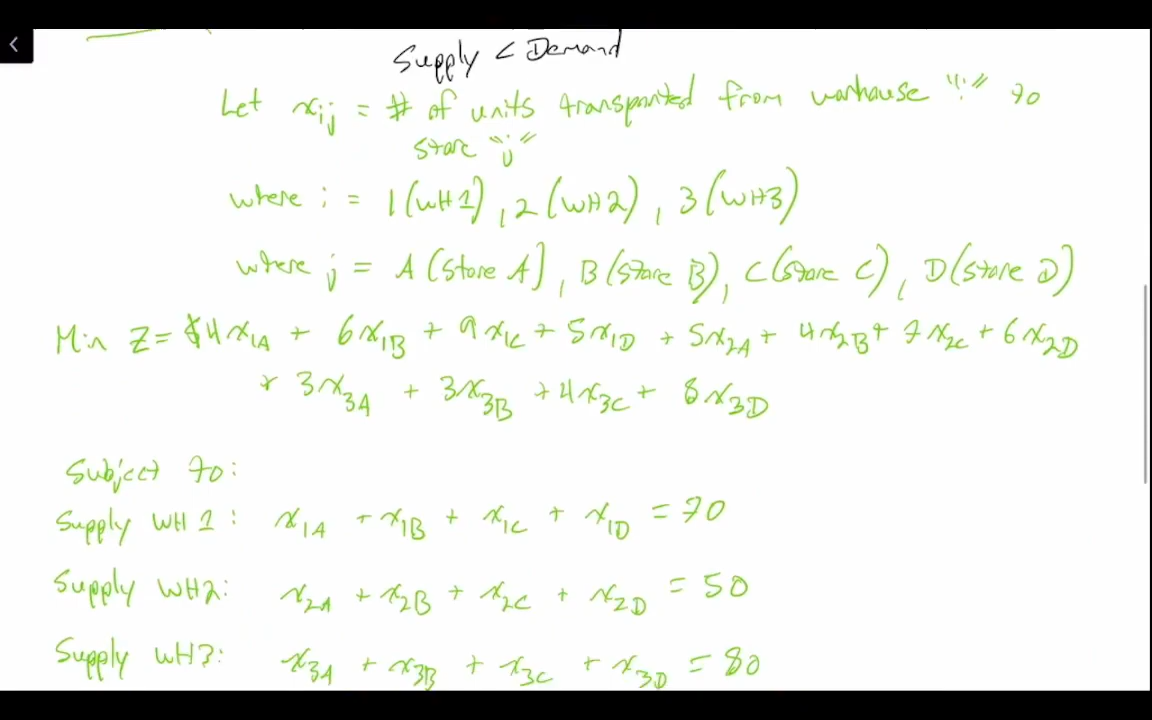 Supply < Demand
Let xij = # of units transported from warhouse "i" to
store "j"
where i = 1 (WH1), 2 (WH2), 3 (WH3)
where j = A (Store A), B (Store B), C (Store C), D (Store D)
Min Z = $4x1A + 6x1B + 9x1C + 5x1D + 5x2A + 4x2B + 7x2C + 6x2D
+ 3x3A + 3x3B + 4x3C + 8x3D
Subject to:
Supply WH 1: x1A + x1B + x1C + x1D = 70
Supply WH2: x2A + x2B + x2C + x2D = 50
Supply WH3: x3A + x3B + x3C + x3D = 80